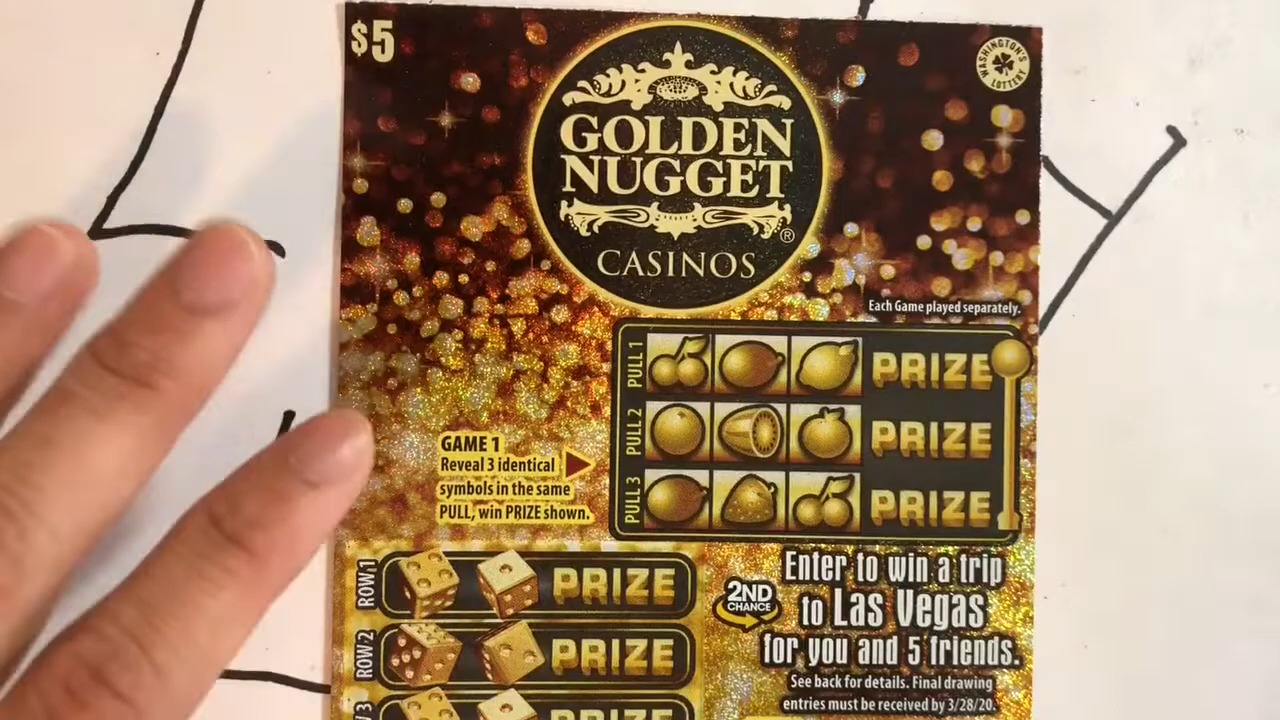 $5
WASHINGTON'S
LOTTERY
GOLDEN
NUGGET
®
CASINOS
Each Game played separately.
PULL 1
PRIZE
PULL 2
PRIZE
PULL 3
PRIZE
GAME 1
Reveal 3 identical
symbols in the same
PULL, win PRIZE shown.
ROW 1
PRIZE
ROW 2
PRIZE
ROW 3
PRIZE
2ND
CHANCE
Enter to win a trip
to Las Vegas
for you and 5 friends.
See back for details. Final drawing
entries must be received by 3/28/20.